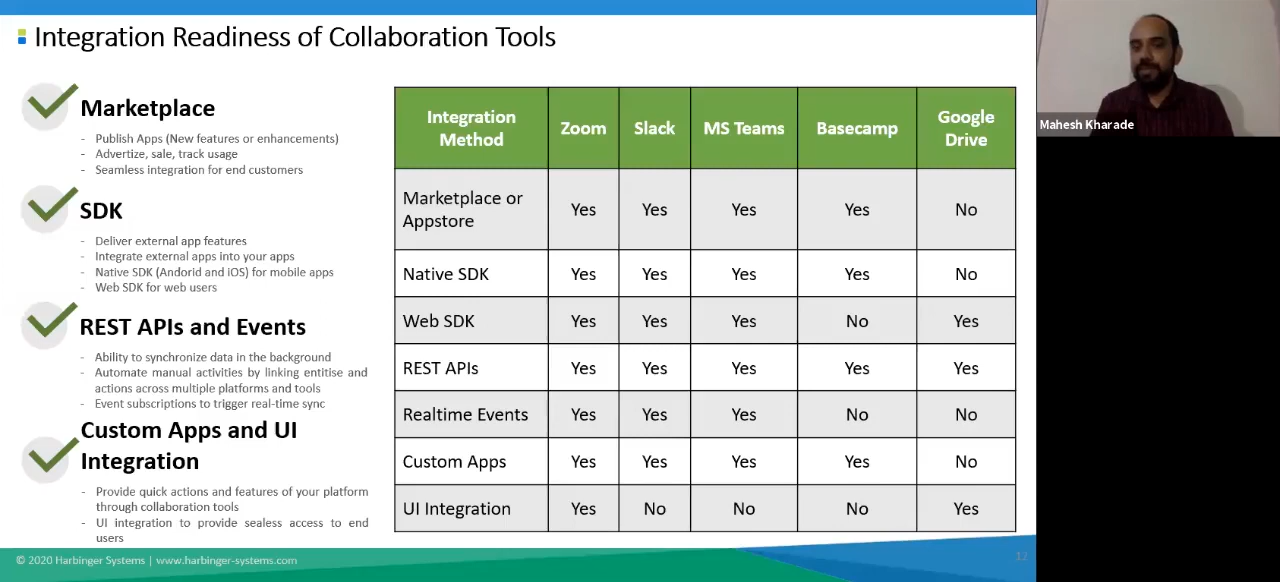 Integration Readiness of Collaboration Tools
Marketplace
- Publish Apps (New features or enhancements)
- Advertize, sale, track usage
- Seamless integration for end customers
SDK
- Deliver external app features
- Integrate external apps into your apps
- Native SDK (Andorid and iOS) for mobile apps
- Web SDK for web users
REST APIs and Events
- Ability to synchronize data in the background
- Automate manual activities by linking entitise and
actions across multiple platforms and tools
- Event subscriptions to trigger real-time sync
Custom Apps and UI
Integration
- Provide quick actions and features of your platform
through collaboration tools
- UI integration to provide sealess access to end
users
Integration Method Zoom Slack MS Teams Basecamp Google Drive
Marketplace or Appstore Yes Yes Yes Yes No
Native SDK Yes Yes Yes Yes No
Web SDK Yes Yes Yes No Yes
REST APIs Yes Yes Yes Yes Yes
Realtime Events Yes Yes Yes No No
Custom Apps Yes Yes Yes Yes No
UI Integration Yes No No No Yes
© 2020 Harbinger Systems | www.harbinger-systems.com
12
Mahesh Kharade